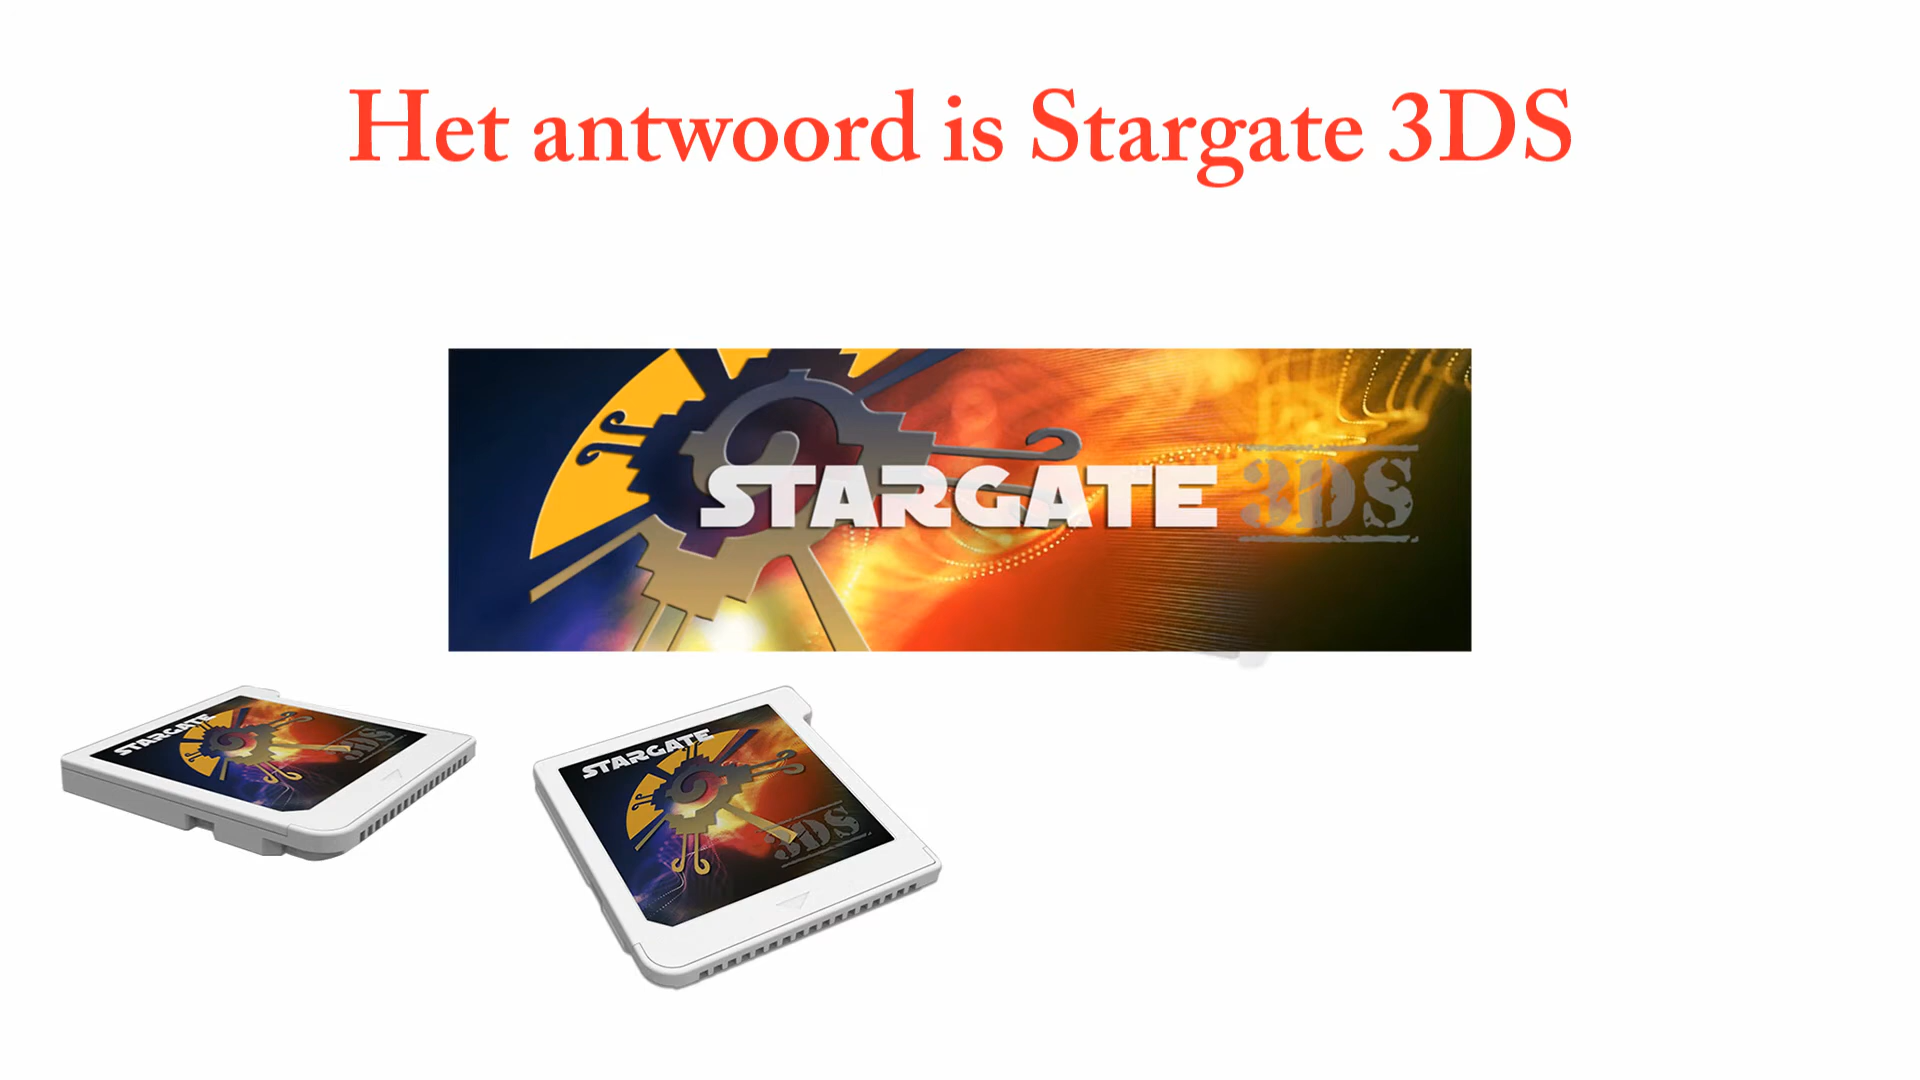 Het antwoord is Stargate 3DS
STARGATE 3DS
STARGATE
3DS
STARGATE
3DS